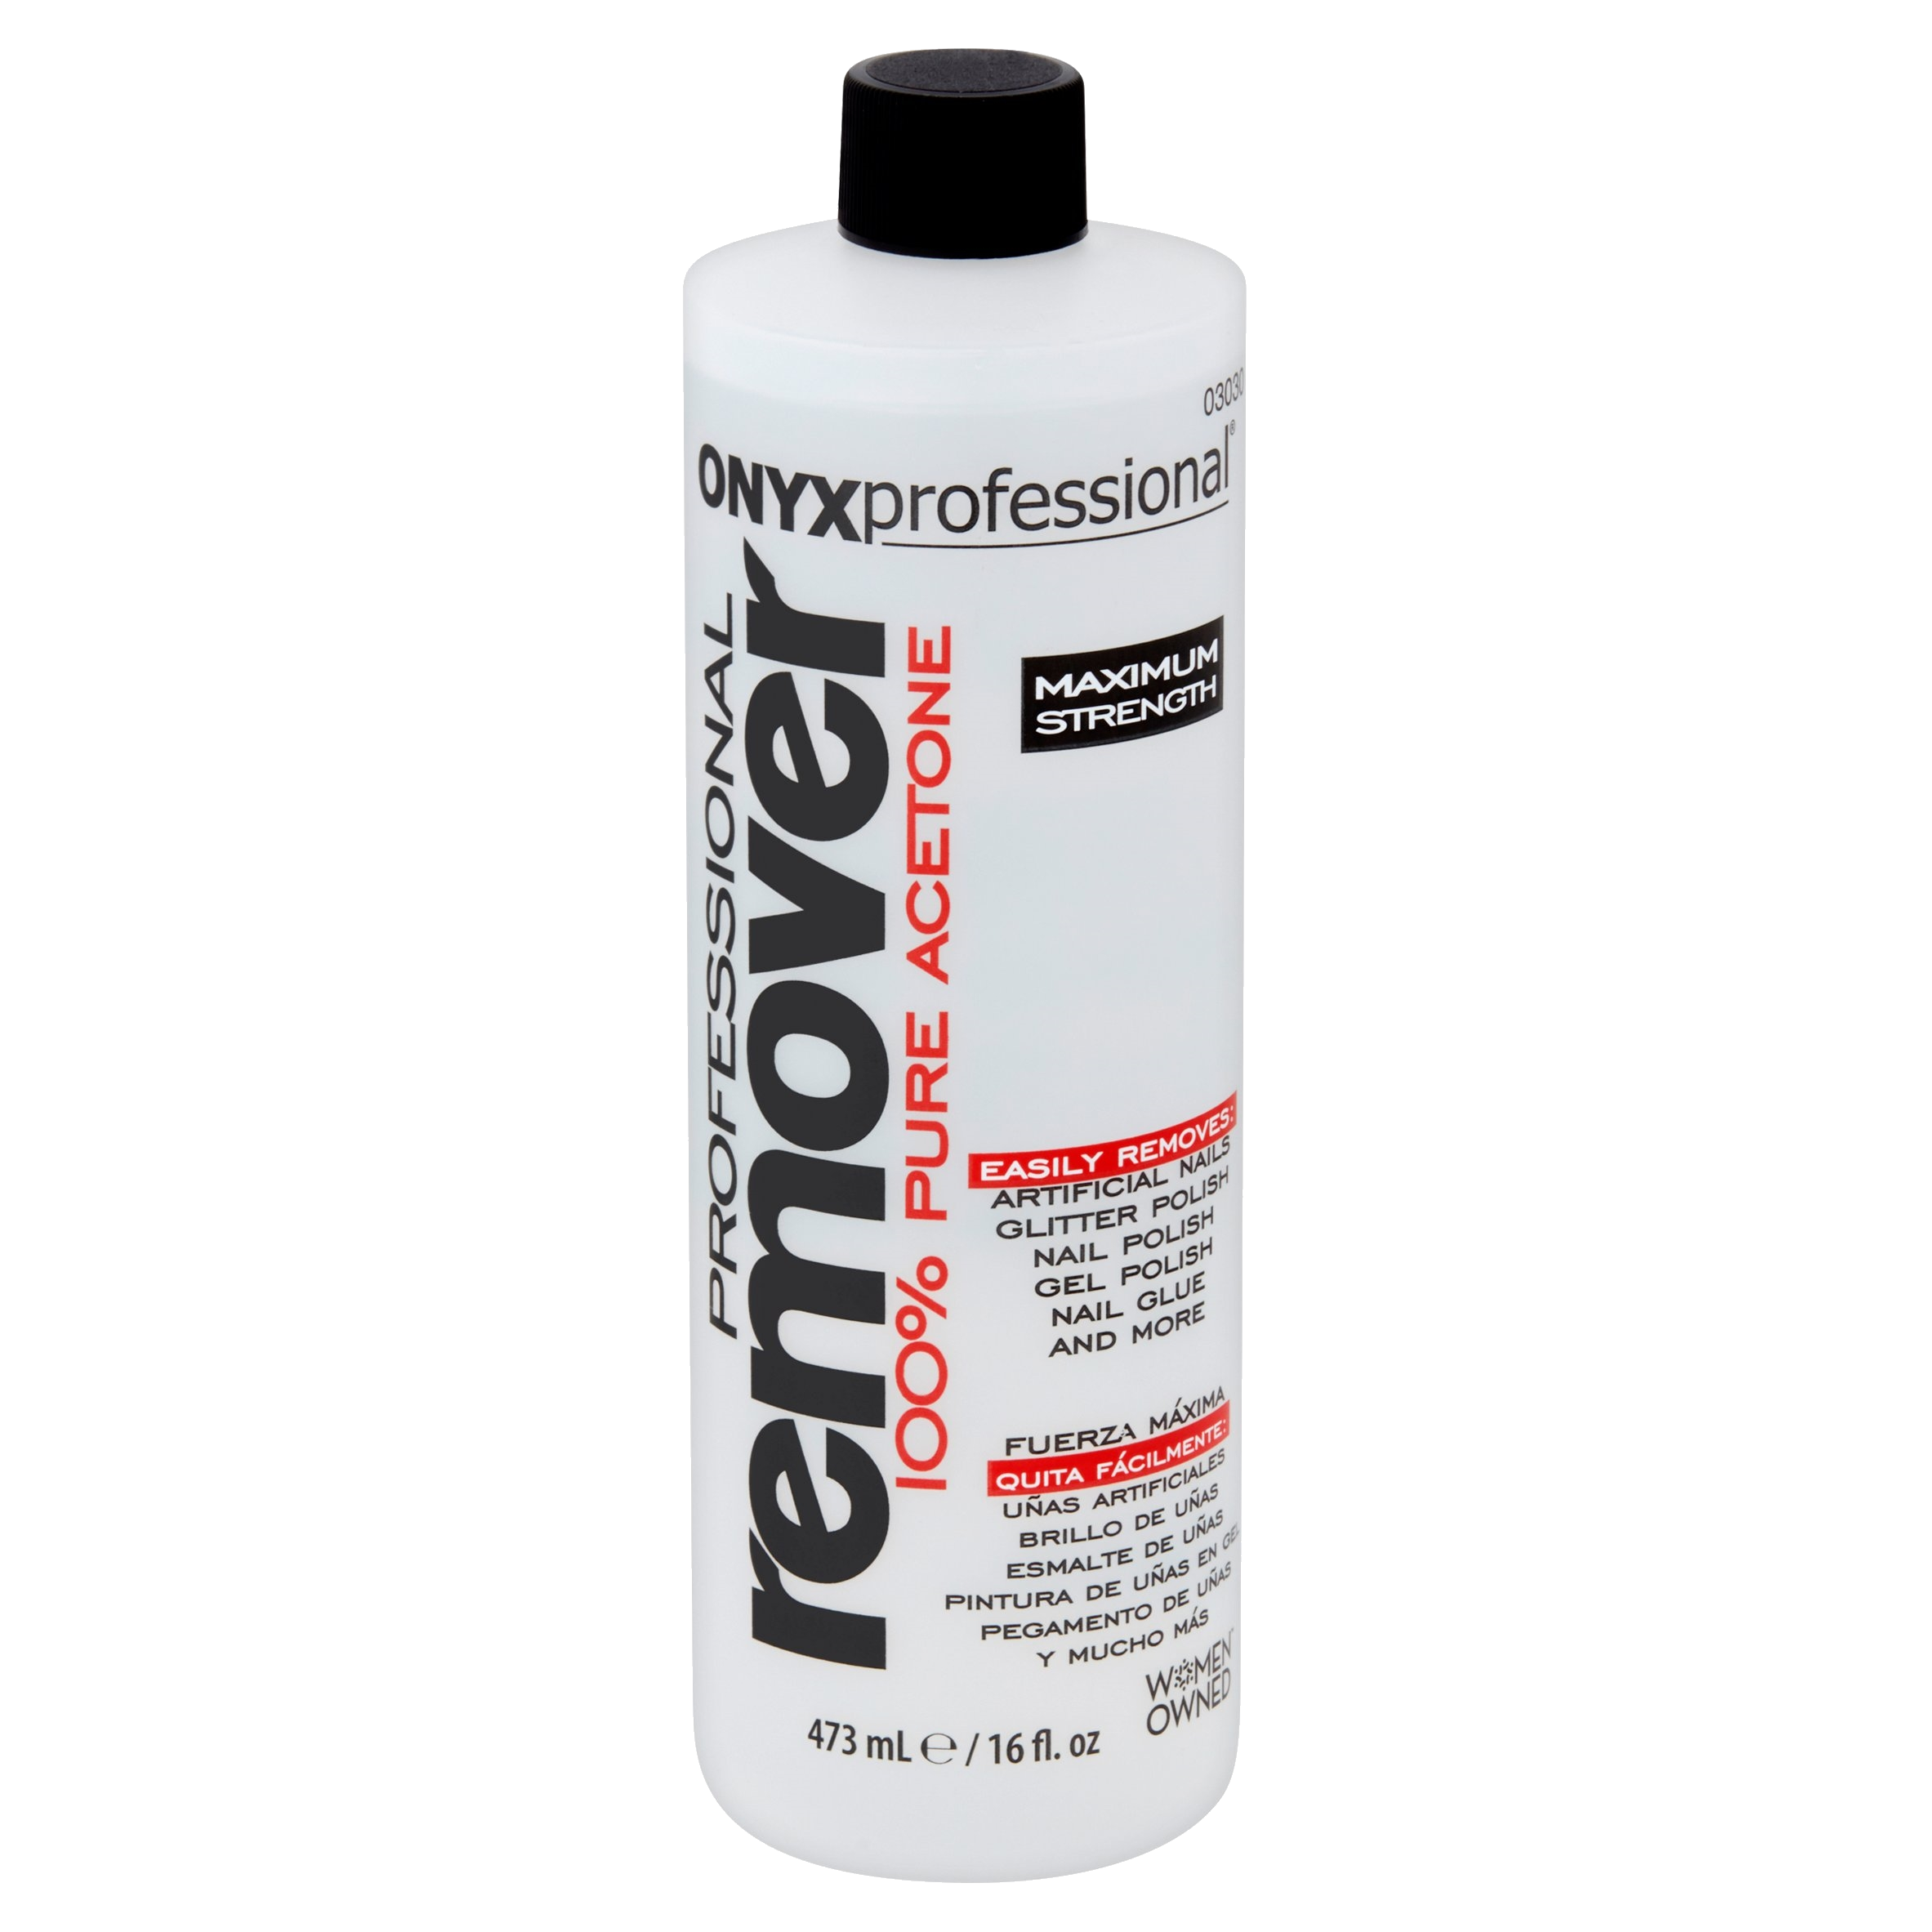 03030
ONYXprofessional®
PROFESSIONAL
remover
100% PURE ACETONE
MAXIMUM
STRENGTH
EASILY REMOVES:
ARTIFICIAL NAILS
GLITTER POLISH
NAIL POLISH
GEL POLISH
NAIL GLUE
AND MORE
FUERZA MÁXIMA
QUITA FÁCILMENTE:
UÑAS ARTIFICIALES
BRILLO DE UÑAS
ESMALTE DE UÑAS
PINTURA DE UÑAS EN GEL
PEGAMENTO DE UÑAS
Y MUCHO MÁS
WOMEN™
OWNED
473 mL ℮ / 16 fl. oz